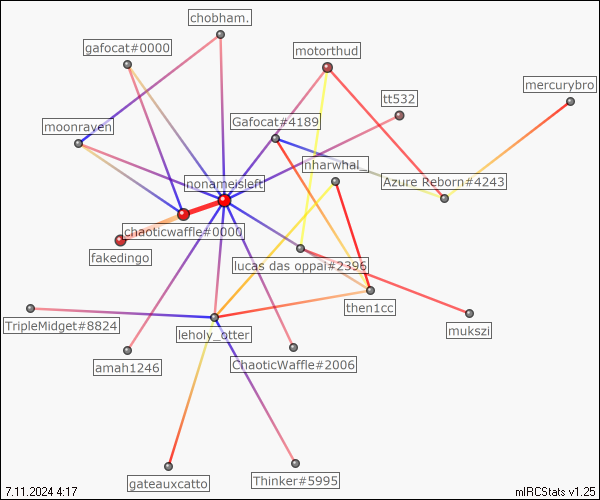 chobham.
gafocat#0000
motorthud
mercurybro
tt532
Gafocat#4189
moonraven
nharwhal_
nonameisleft
Azure Reborn#4243
chaoticwaffle#0000
fakedingo
lucas das oppai#2396
then1cc
TripleMidget#8824
leholy_otter
mukszi
amah1246
ChaoticWaffle#2006
gateauxcatto
Thinker#5995
7.11.2024 4:17
mIRCStats v1.25